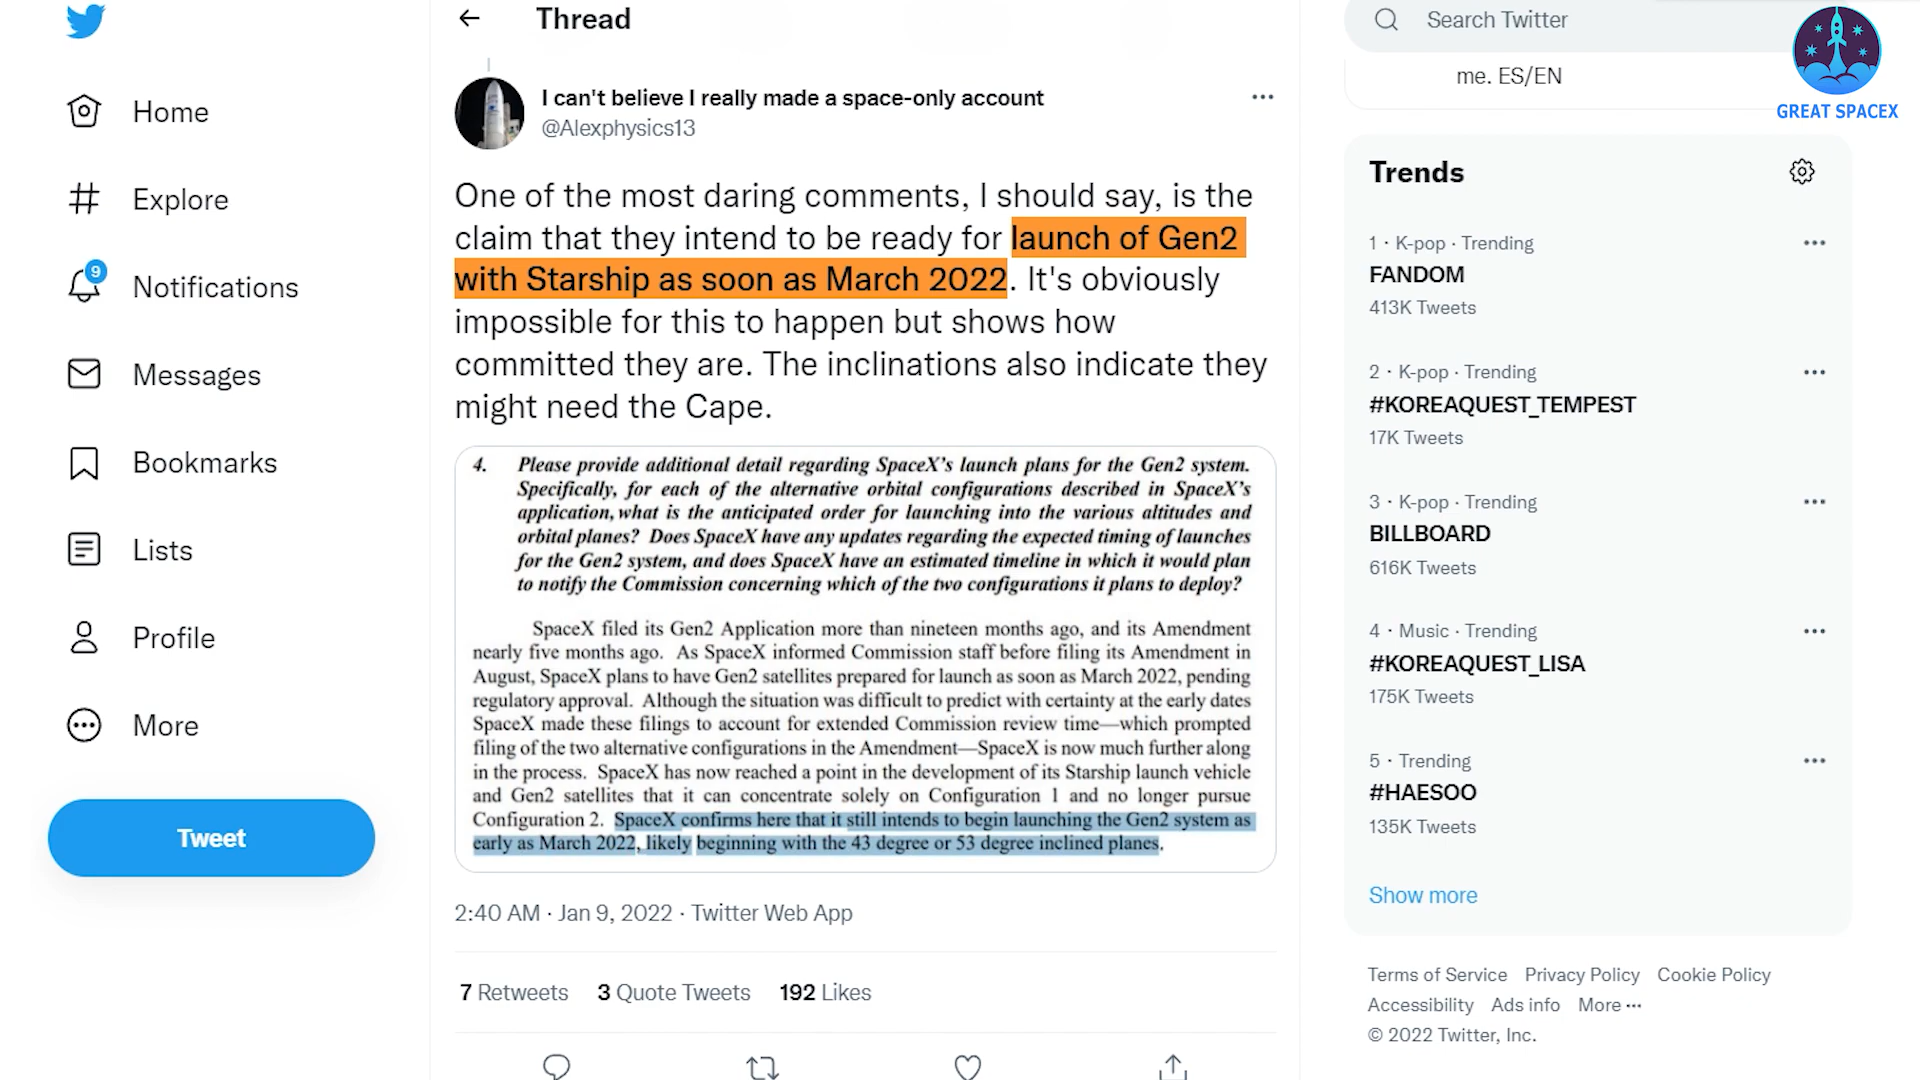 Home
Explore
9
Notifications
Messages
Bookmarks
Lists
Profile
More
Tweet
Thread
I can't believe I really made a space-only account
@Alexphysics13
One of the most daring comments, I should say, is the
claim that they intend to be ready for launch of Gen2
with Starship as soon as March 2022. It's obviously
impossible for this to happen but shows how
committed they are. The inclinations also indicate they
might need the Cape.
4. Please provide additional detail regarding SpaceX's launch plans for the Gen2 system.
Specifically, for each of the alternative orbital configurations described in SpaceX's
application, what is the anticipated order for launching into the various altitudes and
orbital planes? Does SpaceX have any updates regarding the expected timing of launches
for the Gen2 system, and does SpaceX have an estimated timeline in which it would plan
to notify the Commission concerning which of the two configurations it plans to deploy?
SpaceX filed its Gen2 Application more than nineteen months ago, and its Amendment
nearly five months ago. As SpaceX informed Commission staff before filing its Amendment in
August, SpaceX plans to have Gen2 satellites prepared for launch as soon as March 2022, pending
regulatory approval. Although the situation was difficult to predict with certainty at the early dates
SpaceX made these filings to account for extended Commission review time—which prompted
filing of the two alternative configurations in the Amendment—SpaceX is now much further along
in the process. SpaceX has now reached a point in the development of its Starship launch vehicle
and Gen2 satellites that it can concentrate solely on Configuration 1 and no longer pursue
Configuration 2. SpaceX confirms here that it still intends to begin launching the Gen2 system as
early as March 2022, likely beginning with the 43 degree or 53 degree inclined planes.
2:40 AM · Jan 9, 2022 · Twitter Web App
7 Retweets 3 Quote Tweets 192 Likes
Search Twitter
me. ES/EN
GREAT SPACEX
Trends
1 · K-pop · Trending
FANDOM
413K Tweets
2 · K-pop · Trending
#KOREAQUEST_TEMPEST
17K Tweets
3 · K-pop · Trending
BILLBOARD
616K Tweets
4 · Music · Trending
#KOREAQUEST_LISA
175K Tweets
5 · Trending
#HAESOO
135K Tweets
Show more
Terms of Service Privacy Policy Cookie Policy
Accessibility Ads info More ···
© 2022 Twitter, Inc.